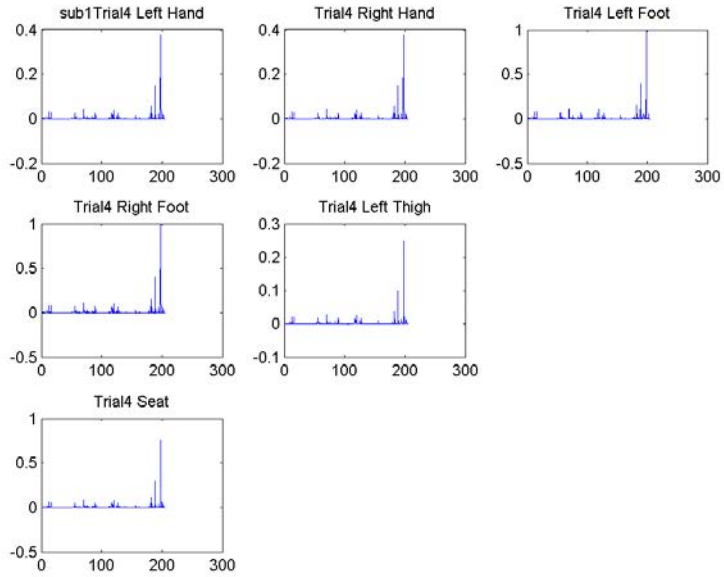 sub1Trial4 Left Hand
Trial4 Right Hand
Trial4 Left Foot
0.4
0.2
0
-0.2
0 100 200 300
0.4
0.2
0
-0.2
0 100 200 300
1
0.5
0
-0.5
0 100 200 300
Trial4 Right Foot
Trial4 Left Thigh
1
0.5
0
-0.5
0 100 200 300
0.3
0.2
0.1
0
-0.1
0 100 200 300
Trial4 Seat
1
0.5
0
-0.5
0 100 200 300